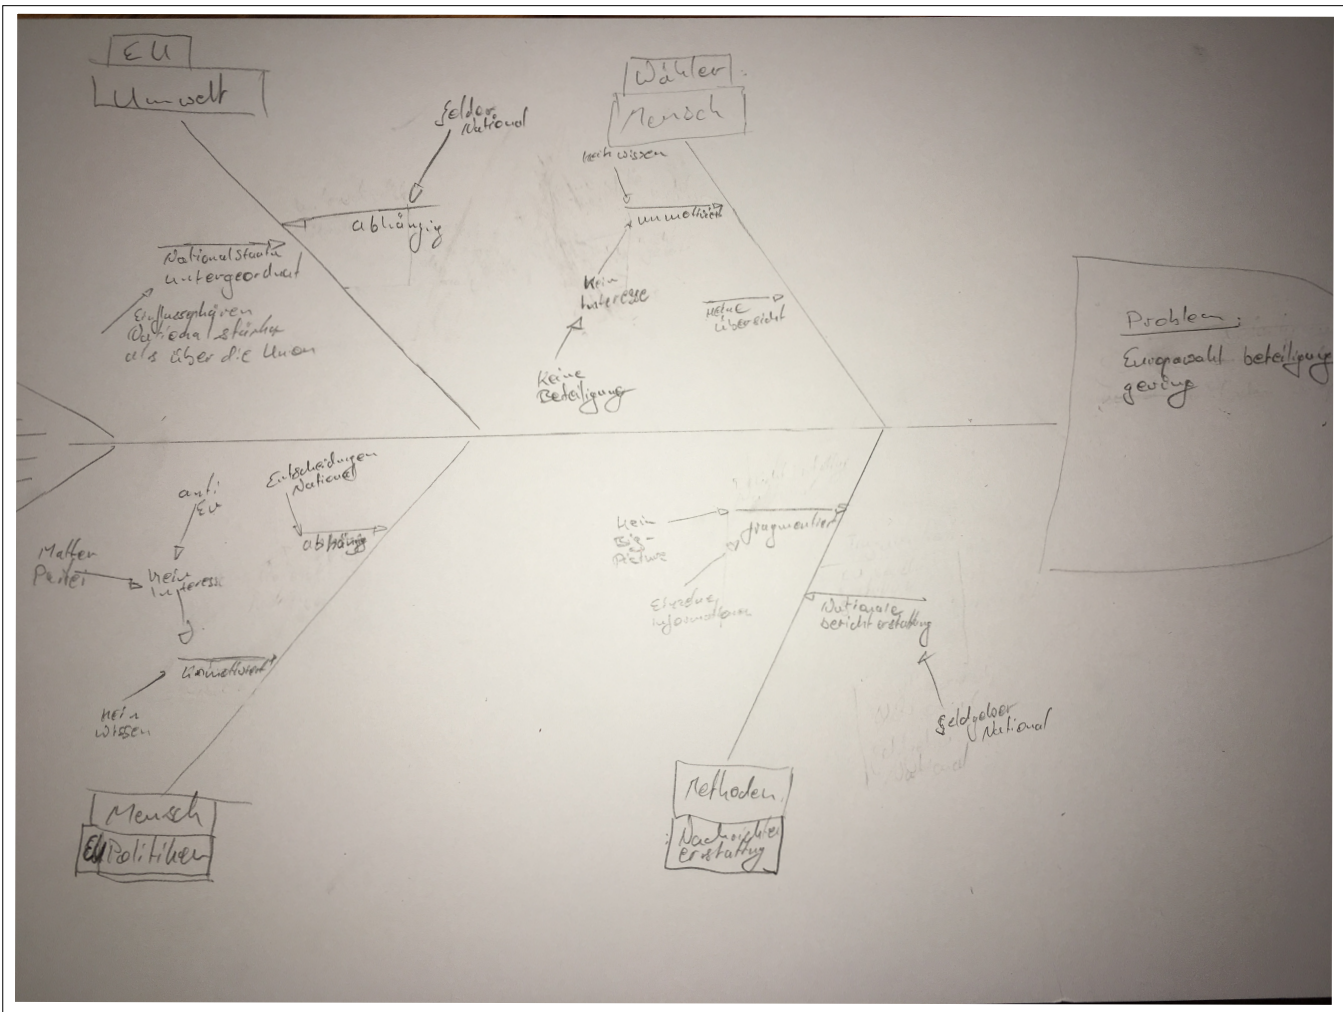 EU
Umwelt
Gelder
National
abhängig
Nationalstaaten
untergeordnet
Einflussphären
National stärker
als über die Union
Wähler
Mensch
kein wissen
unmotiviert
Kein
Interesse
Keine
Beteiligung
keine
übersicht
Problem:
Europawahl beteiligung
gering
Entscheidungen
National
abhängig
anti
EU
Partei
kein
Interesse
unmotiviert
kein
wissen
Mensch
EU Politiker
kein
Big-
Picture
fragmentiert
Einzelne
informationen
Nationale
berichterstattung
Geldgeber
National
Methoden
Nachrichten
erstattung